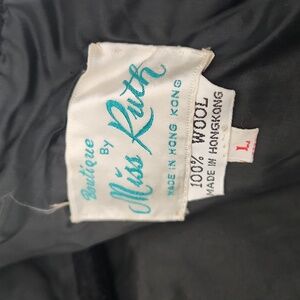 Boutique
BY
Miss Ruth
MADE IN HONG KONG
100% WOOL
MADE IN HONGKONG
L